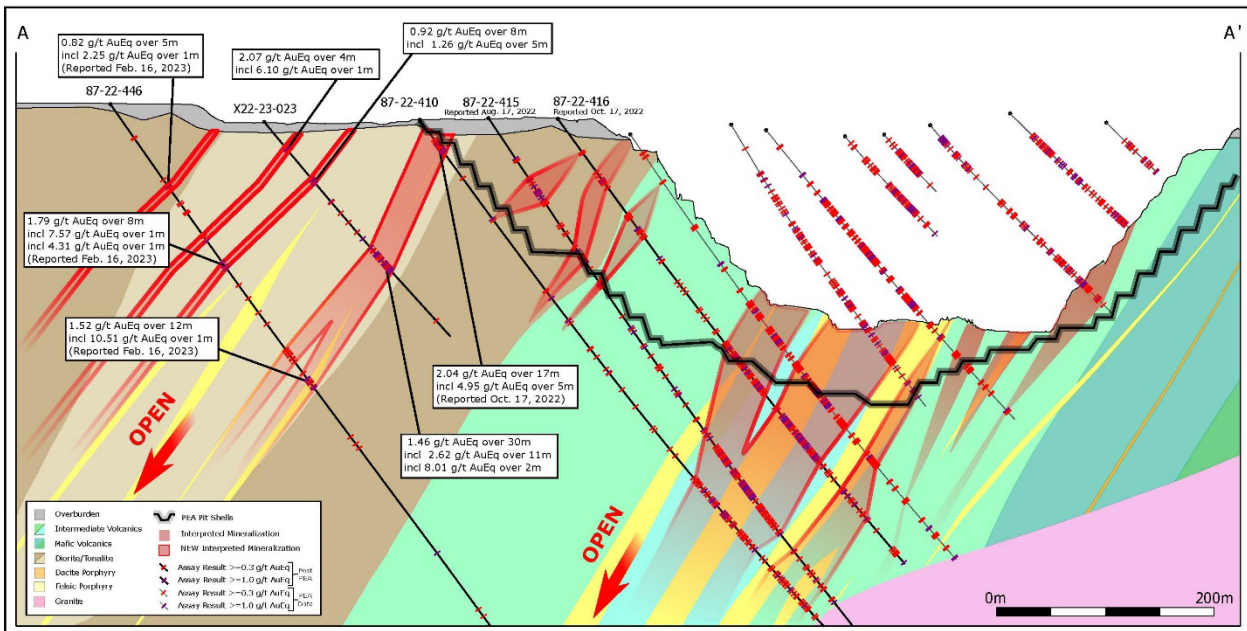 A
A'
0.82 g/t AuEq over 5m
incl 2.25 g/t AuEq over 1m
(Reported Feb. 16, 2023)
2.07 g/t AuEq over 4m
incl 6.10 g/t AuEq over 1m
0.92 g/t AuEq over 8m
incl 1.26 g/t AuEq over 5m
87-22-446
X22-23-023
87-22-410
87-22-415
Reported Aug. 17, 2022
87-22-416
Reported Oct. 17, 2022
1.79 g/t AuEq over 8m
incl 7.57 g/t AuEq over 1m
incl 4.31 g/t AuEq over 1m
(Reported Feb. 16, 2023)
1.52 g/t AuEq over 12m
incl 10.51 g/t AuEq over 1m
(Reported Feb. 16, 2023)
2.04 g/t AuEq over 17m
incl 4.95 g/t AuEq over 5m
(Reported Oct. 17, 2022)
1.46 g/t AuEq over 30m
incl 2.62 g/t AuEq over 11m
incl 8.01 g/t AuEq over 2m
OPEN
OPEN
Overburden
Intermediate Volcanics
Mafic Volcanics
Diorite/Tonalite
Dacite Porphyry
Felsic Porphyry
Granite
PEA Pit Shells
Interpreted Mineralization
NEW Interpreted Mineralization
Assay Result >=0.3 g/t AuEq
Assay Result >=1.0 g/t AuEq
Post PEA
Assay Result >=0.3 g/t AuEq
Assay Result >=1.0 g/t AuEq
PEA Data
0m
200m